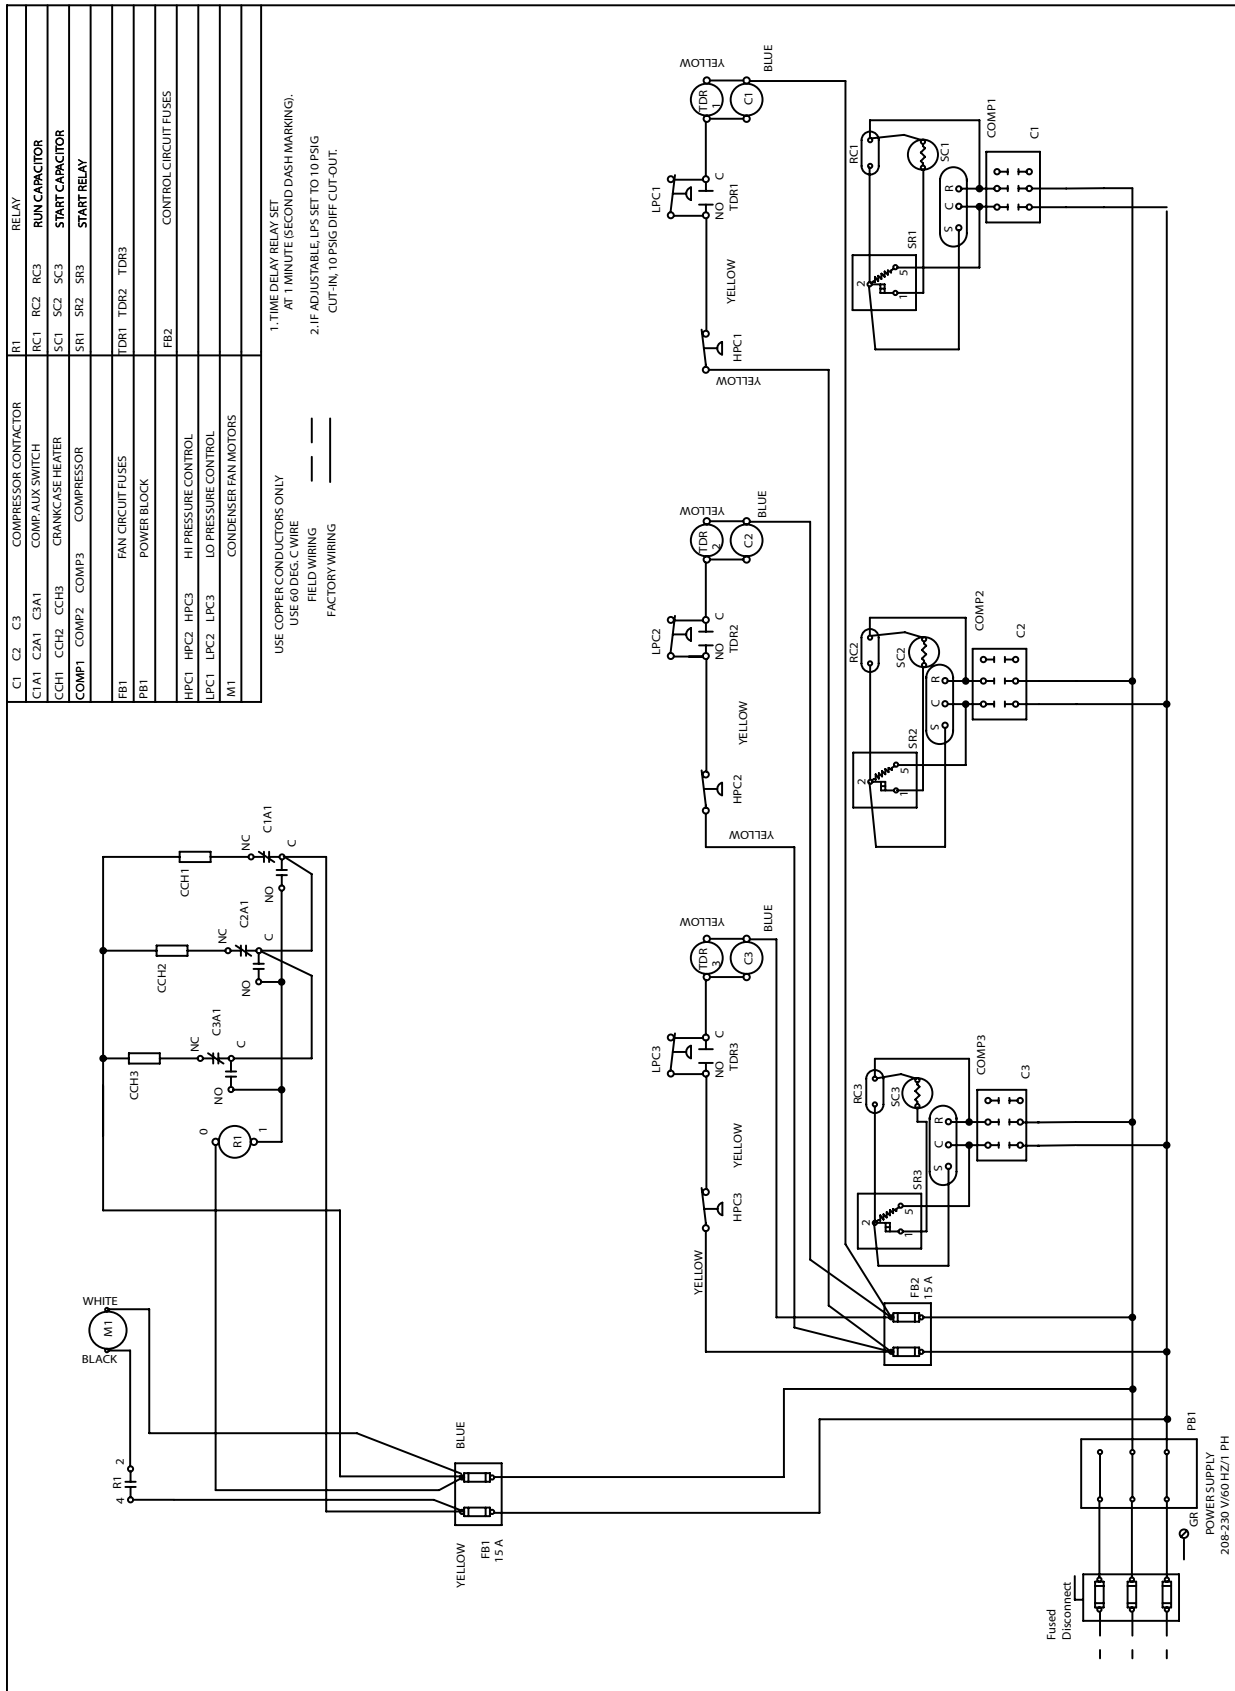 C1 C2 C3 COMPRESSOR CONTACTOR R1 RELAY
C1A1 C2A1 C3A1 COMP. AUX SWITCH RC1 RC2 RC3 RUN CAPACITOR
CCH1 CCH2 CCH3 CRANKCASE HEATER SC1 SC2 SC3 START CAPACITOR
COMP1 COMP2 COMP3 COMPRESSOR SR1 SR2 SR3 START RELAY
FB1 FAN CIRCUIT FUSES TDR1 TDR2 TDR3
PB1 POWER BLOCK
FB2 CONTROL CIRCUIT FUSES
HPC1 HPC2 HPC3 HI PRESSURE CONTROL
LPC1 LPC2 LPC3 LO PRESSURE CONTROL
M1 CONDENSER FAN MOTORS
USE COPPER CONDUCTORS ONLY
USE 60 DEG. C WIRE
FIELD WIRING
FACTORY WIRING
1. TIME DELAY RELAY SET
AT 1 MINUTE (SECOND DASH MARKING).
2. IF ADJUSTABLE, LPS SET TO 10 PSIG
CUT-IN, 10 PSIG DIFF CUT-OUT.
WHITE
M1
BLACK
R1
4
2
0
R1
1
CCH3
NC
C3A1
NO
C
CCH2
NC
C2A1
NO
C
CCH1
NC
C1A1
NO
C
YELLOW
BLUE
FB1
15 A
YELLOW
HPC3
YELLOW
LPC3
NO
C
TDR3
YELLOW
TDR
3
C3
BLUE
YELLOW
HPC2
YELLOW
LPC2
NO
C
TDR2
YELLOW
TDR
2
C2
BLUE
YELLOW
HPC1
YELLOW
LPC1
NO
C
TDR1
YELLOW
TDR
1
C1
BLUE
FB2
15 A
2
1
5
SR3
RC3
SC3
S
C
R
COMP3
C3
2
1
5
SR2
RC2
SC2
S
C
R
COMP2
C2
2
1
5
SR1
RC1
SC1
S
C
R
COMP1
C1
Fused
Disconnect
GR
PB1
POWER SUPPLY
208-230 V/60 HZ/1 PH